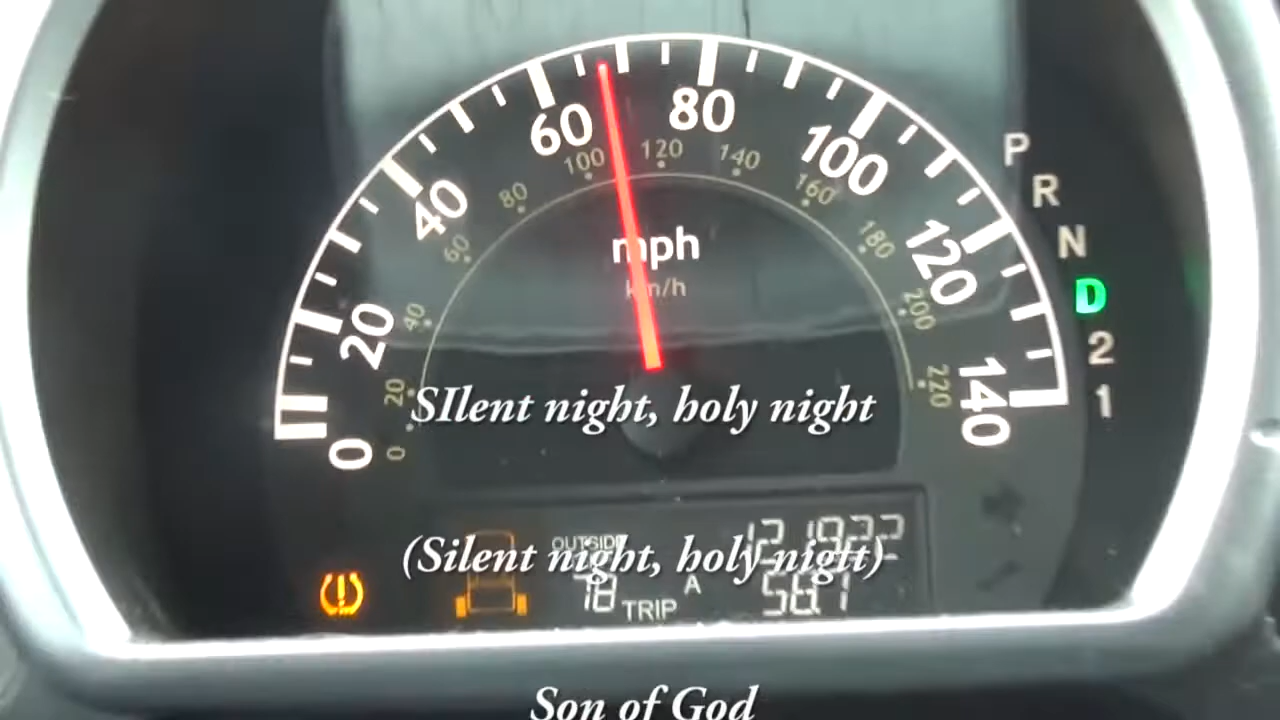 60
80
100
120
140
40
20
0
100
120
140
160
180
200
220
80
60
40
20
0
mph
km/h
P
R
N
D
2
1
SIlent night, holy night
OUTSIDE
121922
(Silent night, holy nigtt)
78
TRIP
A
56.1
Son of God